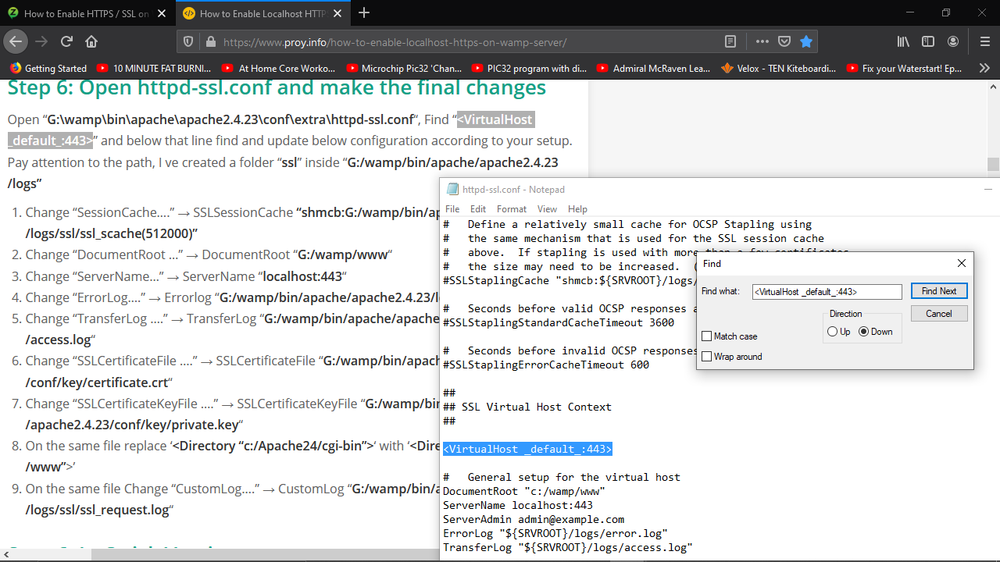 How to Enable HTTPS / SSL on
How to Enable Localhost HTTP
https://www.proy.info/how-to-enable-localhost-https-on-wamp-server/
Getting Started
10 MINUTE FAT BURNI...
At Home Core Worko...
Microchip Pic32 'Chan...
PIC32 program with di...
Admiral McRaven Lea...
Velox - TEN Kiteboardi...
Fix your Waterstart! Ep...
Step 6: Open httpd-ssl.conf and make the final changes
Open “G:\wamp\bin\apache\apache2.4.23\conf\extra\httpd-ssl.conf“, Find “<VirtualHost
_default_:443>” and below that line find and update below configuration according to your setup.
Pay attention to the path, I ve created a folder “ssl” inside “G:/wamp/bin/apache/apache2.4.23
/logs”
1. Change “SessionCache….” → SSLSessionCache “shmcb:G:/wamp/bin/ap
/logs/ssl/ssl_scache(512000)”
2. Change “DocumentRoot …” → DocumentRoot “G:/wamp/www“
3. Change “ServerName…” → ServerName “localhost:443“
4. Change “ErrorLog….” → Errorlog “G:/wamp/bin/apache/apache2.4.23/l
5. Change “TransferLog ….” → TransferLog “G:/wamp/bin/apache/apache
/access.log“
6. Change “SSLCertificateFile ….” → SSLCertificateFile “G:/wamp/bin/apach
/conf/key/certificate.crt“
7. Change “SSLCertificateKeyFile ….” → SSLCertificateKeyFile “G:/wamp/bin
/apache2.4.23/conf/key/private.key“
8. On the same file replace ‘<Directory “c:/Apache24/cgi-bin”>‘ with ‘<Dire
/www”>’
9. On the same file Change “CustomLog….” → CustomLog “G:/wamp/bin/a
/logs/ssl/ssl_request.log“
httpd-ssl.conf - Notepad
File Edit Format View Help
#   Define a relatively small cache for OCSP Stapling using
#   the same mechanism that is used for the SSL session cache
#   above.  If stapling is used with more than a few certificates
#   the size may need to be increased.  (
#SSLStaplingCache "shmcb:${SRVROOT}/logs/
#   Seconds before valid OCSP responses a
#SSLStaplingStandardCacheTimeout 3600
#   Seconds before invalid OCSP responses
#SSLStaplingErrorCacheTimeout 600
##
## SSL Virtual Host Context
##
<VirtualHost _default_:443>
#   General setup for the virtual host
DocumentRoot "c:/wamp/www"
ServerName localhost:443
ServerAdmin admin@example.com
ErrorLog "${SRVROOT}/logs/error.log"
TransferLog "${SRVROOT}/logs/access.log"
Find
Find what: <VirtualHost _default_:443> Find Next
Direction Cancel
Up Down
Match case
Wrap around